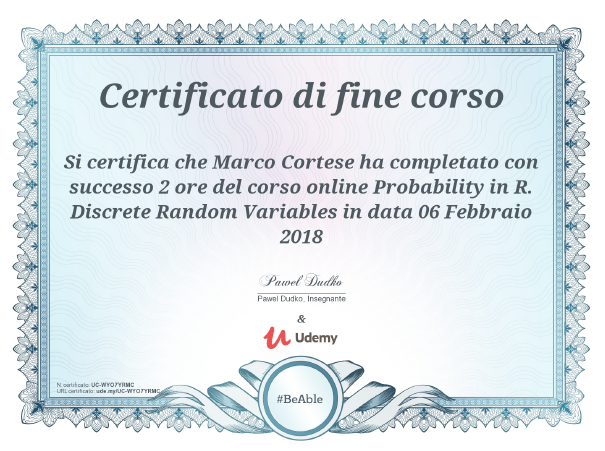 Certificato di fine corso
Si certifica che Marco Cortese ha completato con
successo 2 ore del corso online Probability in R.
Discrete Random Variables in data 06 Febbraio
2018
Pawel Dudko
Pawel Dudko, Insegnante
&
Udemy
N. certificato: UC-WYO7YRMC
URL certificato: ude.my/UC-WYO7YRMC
#BeAble